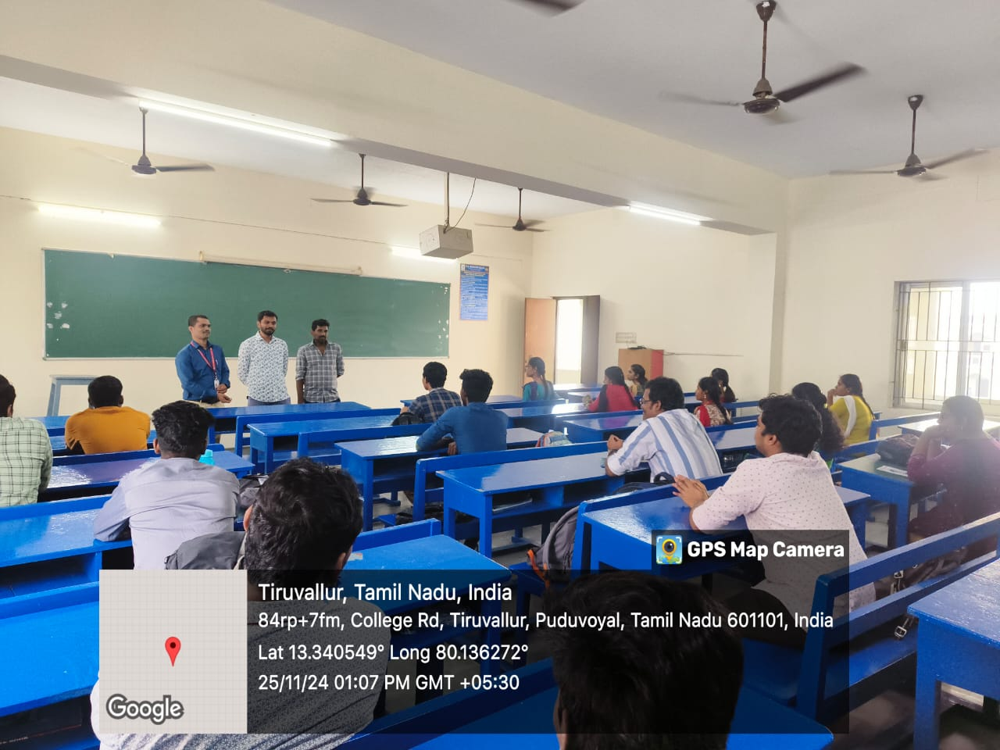 GPS Map Camera
Tiruvallur, Tamil Nadu, India
84rp+7fm, College Rd, Tiruvallur, Puduvoyal, Tamil Nadu 601101, India
Lat 13.340549° Long 80.136272°
25/11/24 01:07 PM GMT +05:30
Google